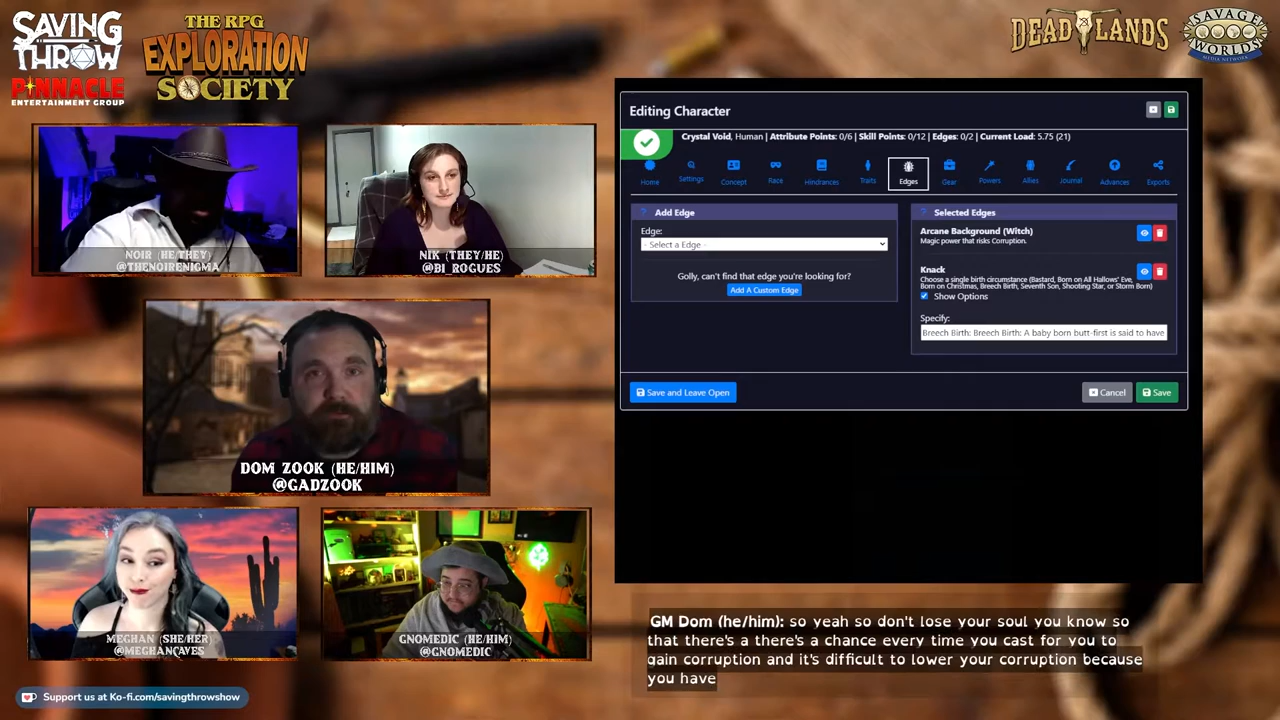 SAVING
THROW
PINNACLE
ENTERTAINMENT GROUP
THE RPG
EXPLORATION
SOCIETY
DEADLANDS
SAVAGE
WORLDS
MEDIA NETWORK
NOIR (HE/THEY)
@THENOIRENIGMA
NIK (THEY/HE)
@BI_ROGUES
DOM ZOOK (HE/HIM)
@GADZOOK
MEGHAN (SHE/HER)
@MEGHANCAVES
GNOMEDIC (HE/HIM)
@GNOMEDIC
Support us at Ko-fi.com/savingthrowshow
Editing Character
Crystal Void, Human | Attribute Points: 0/6 | Skill Points: 0/12 | Edges: 0/2 | Current Load: 5.75 (21)
Home Settings Concept Race Hindrances Traits Edges Gear Powers Allies Journal Advances Exports
Add Edge
Edge:
- Select a Edge -
Golly, can't find that edge you're looking for?
Add A Custom Edge
Selected Edges
Arcane Background (Witch)
Magic power that risks Corruption.
Knack
Choose a single birth circumstance (Bastard, Born on All Hallows' Eve,
Born on Christmas, Breech Birth, Seventh Son, Shooting Star, or Storm Born)
Show Options
Specify:
Breech Birth: Breech Birth: A baby born butt-first is said to have
Save and Leave Open
Cancel
Save
GM Dom (he/him): so yeah so don't lose your soul you know so
that there's a there's a chance every time you cast for you to
gain corruption and it's difficult to lower your corruption because
you have